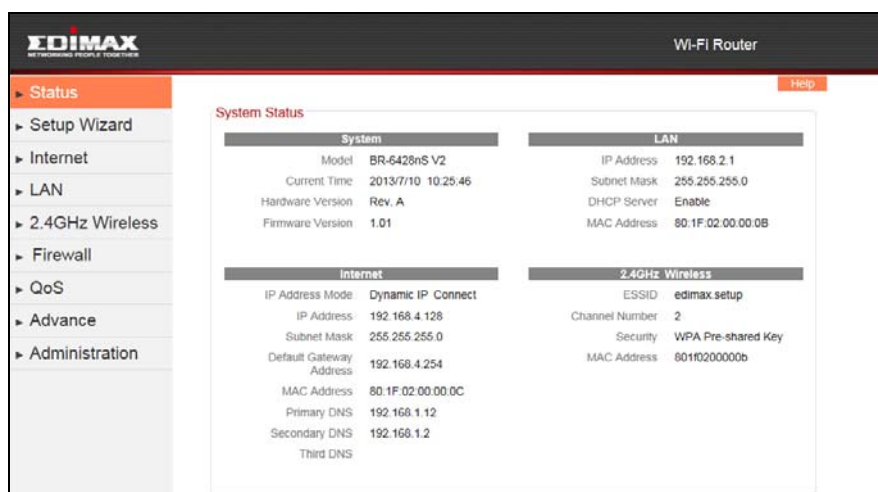 EDIMAX
NETWORKING PEOPLE TOGETHER
Wi-Fi Router
Help
Status
Setup Wizard
Internet
LAN
2.4GHz Wireless
Firewall
QoS
Advance
Administration
System Status
System
Model BR-6428nS V2
Current Time 2013/7/10 10:25:46
Hardware Version Rev. A
Firmware Version 1.01
LAN
IP Address 192.168.2.1
Subnet Mask 255.255.255.0
DHCP Server Enable
MAC Address 80:1F:02:00:00:0B
Internet
IP Address Mode Dynamic IP Connect
IP Address 192.168.4.128
Subnet Mask 255.255.255.0
Default Gateway
Address 192.168.4.254
MAC Address 80:1F:02:00:00:0C
Primary DNS 192.168.1.12
Secondary DNS 192.168.1.2
Third DNS
2.4GHz Wireless
ESSID edimax.setup
Channel Number 2
Security WPA Pre-shared Key
MAC Address 801f0200000b